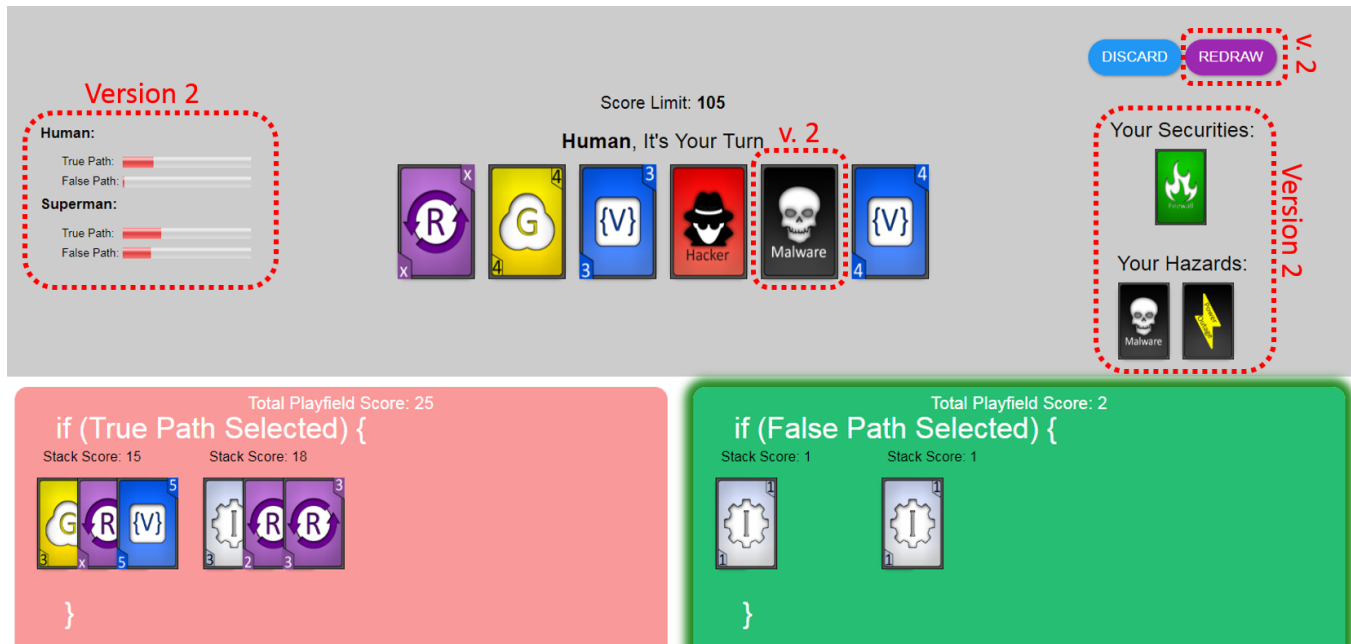 DISCARD
REDRAW
v. 2
Version 2
Human:
True Path:
False Path:
Superman:
True Path:
False Path:
Score Limit: 105
Human, It's Your Turn
v. 2
X
R
X
4
G
4
3
{V}
3
Hacker
Malware
4
{V}
4
Your Securities:
Firewall
Your Hazards:
Malware
Power
Outage!
Version 2
Total Playfield Score: 25
if (True Path Selected) {
Stack Score: 15
Stack Score: 18
G
3
R
x
5
{V}
5
{I
3
R
2
3
R
3
}
Total Playfield Score: 2
if (False Path Selected) {
Stack Score: 1
Stack Score: 1
1
I
1
1
I
1
}